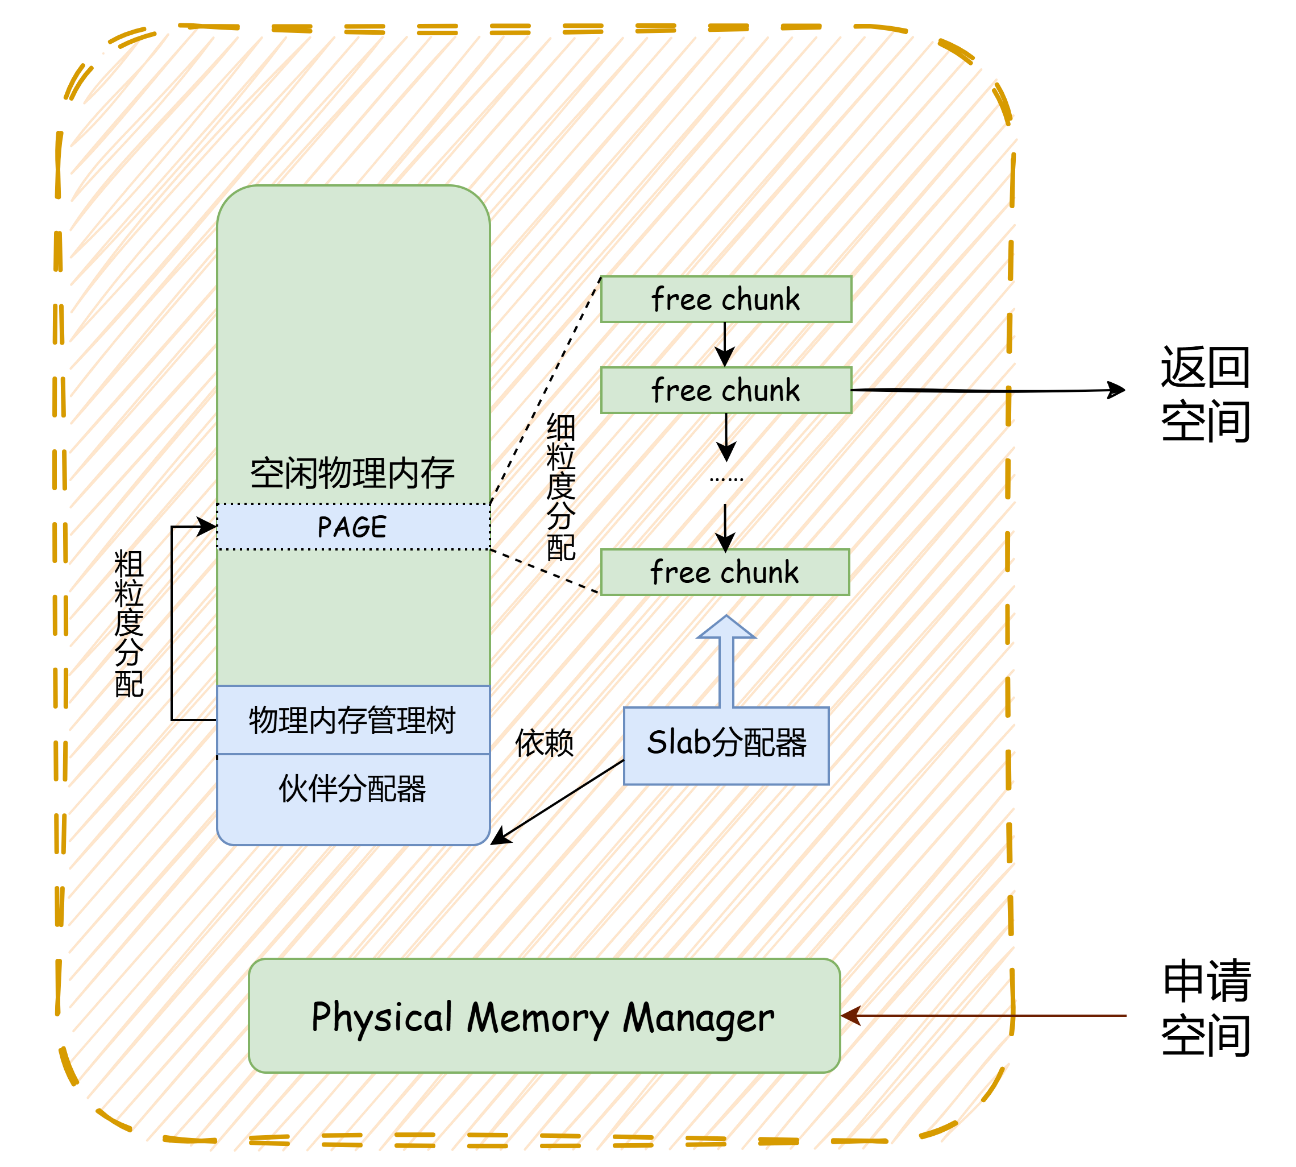 free chunk
free chunk
……
free chunk
细粒度分配
空闲物理内存
PAGE
粗粒度分配
物理内存管理树
伙伴分配器
依赖
Slab分配器
Physical Memory Manager
返回
空间
申请
空间